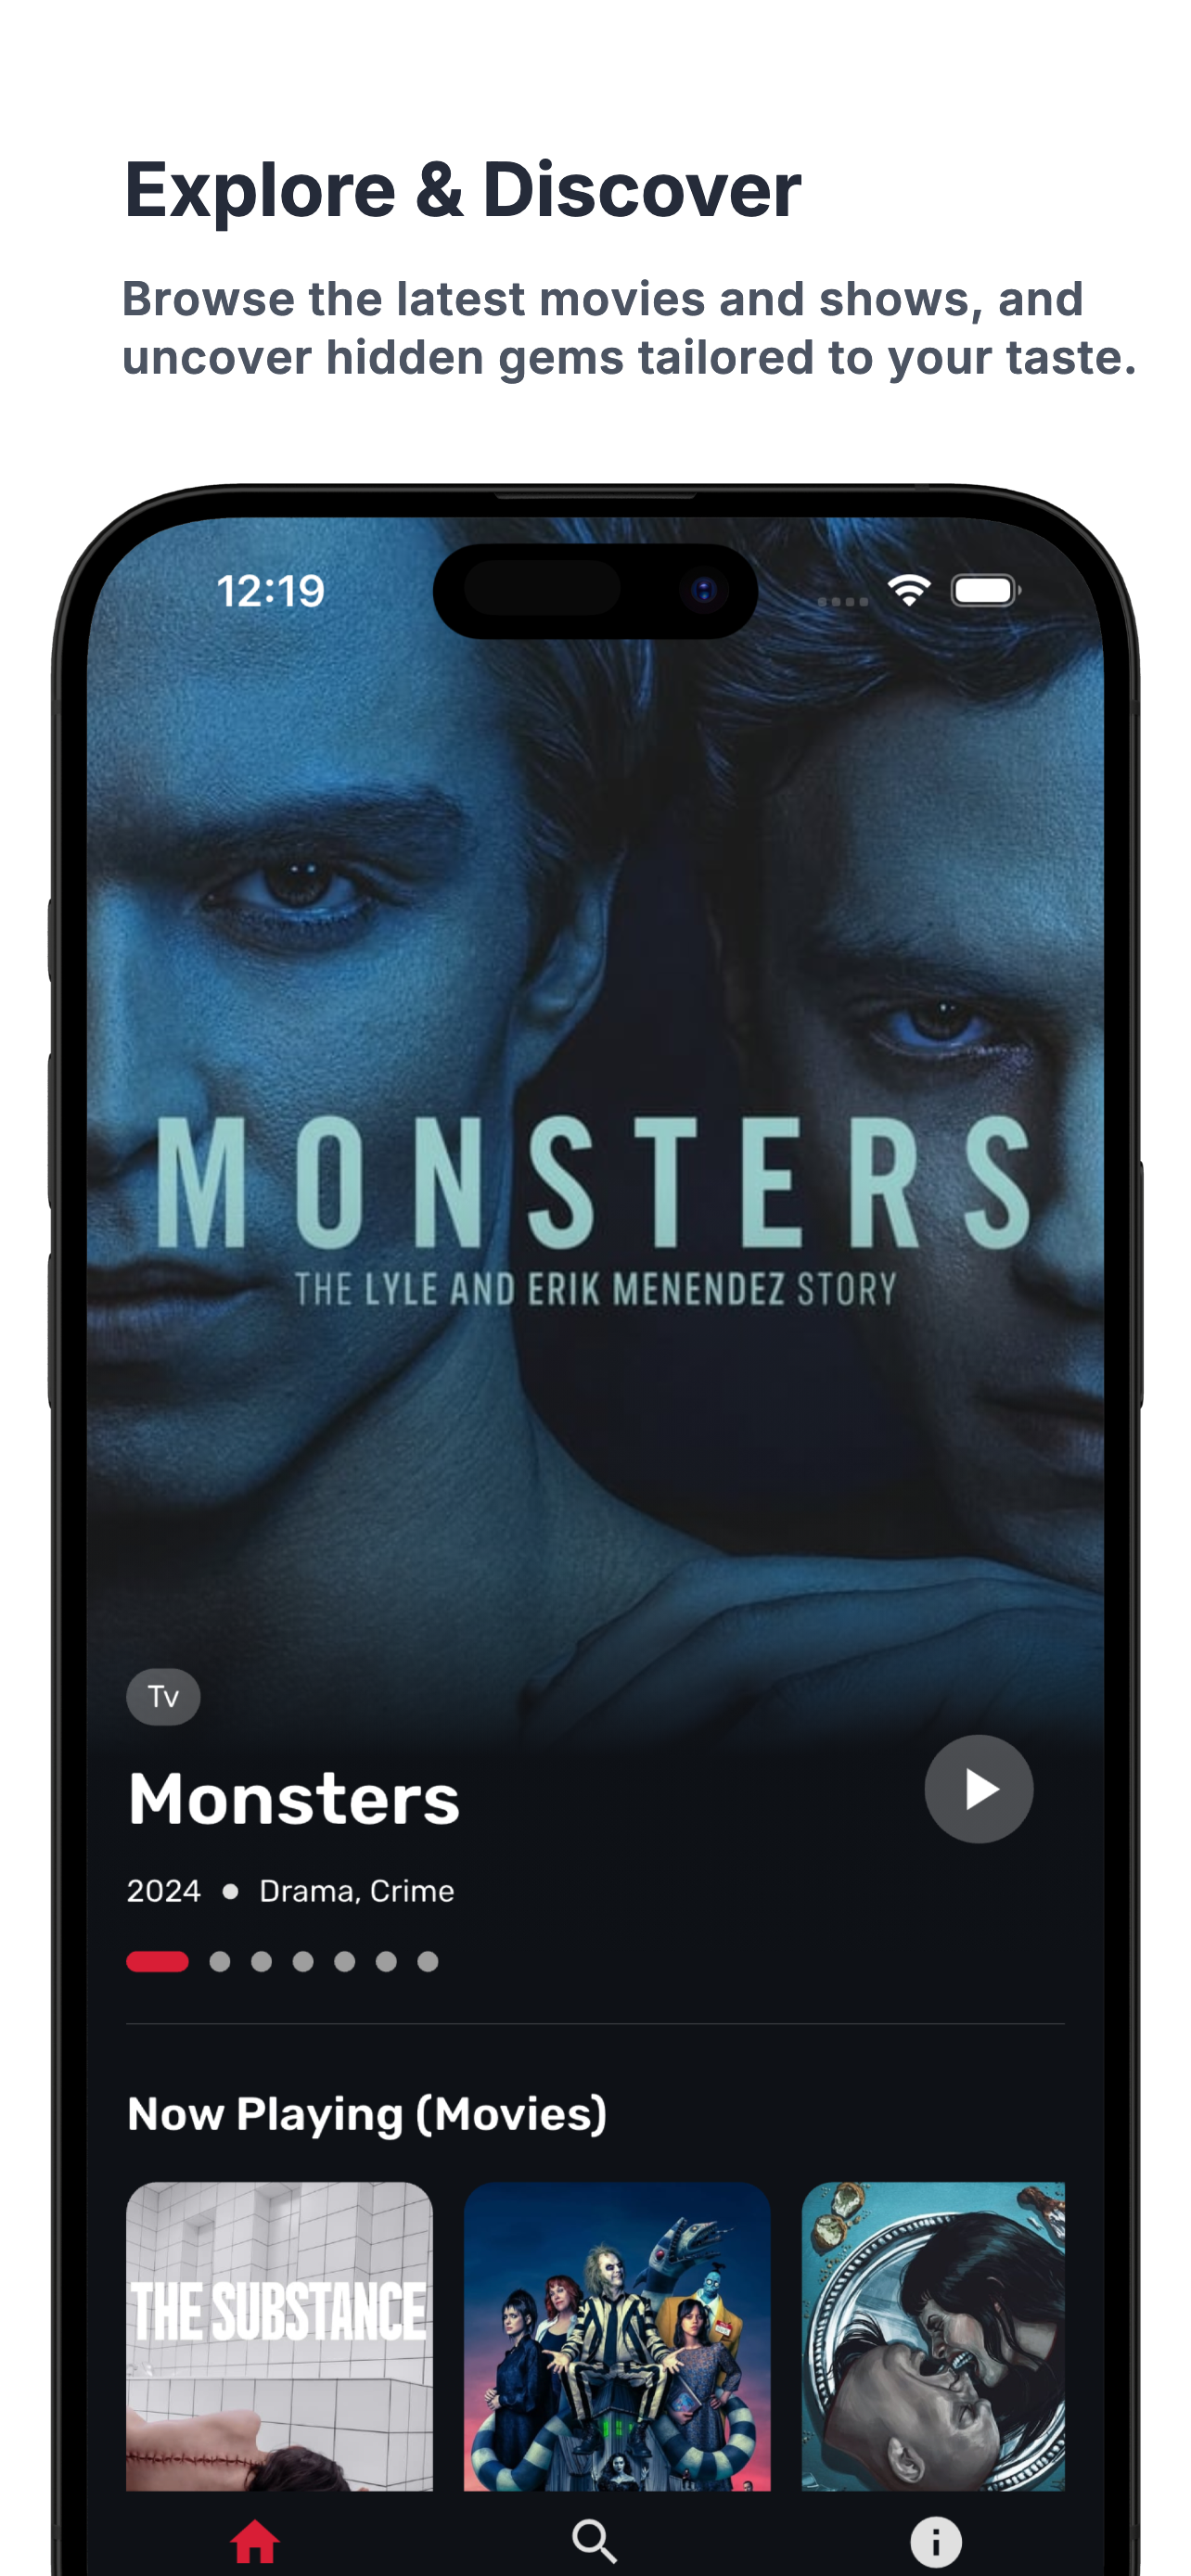 Explore & Discover
Browse the latest movies and shows, and
uncover hidden gems tailored to your taste.
12:19
MONSTERS
THE LYLE AND ERIK MENENDEZ STORY
Tv
Monsters
2024 ● Drama, Crime
Now Playing (Movies)
THE SUBSTANCE